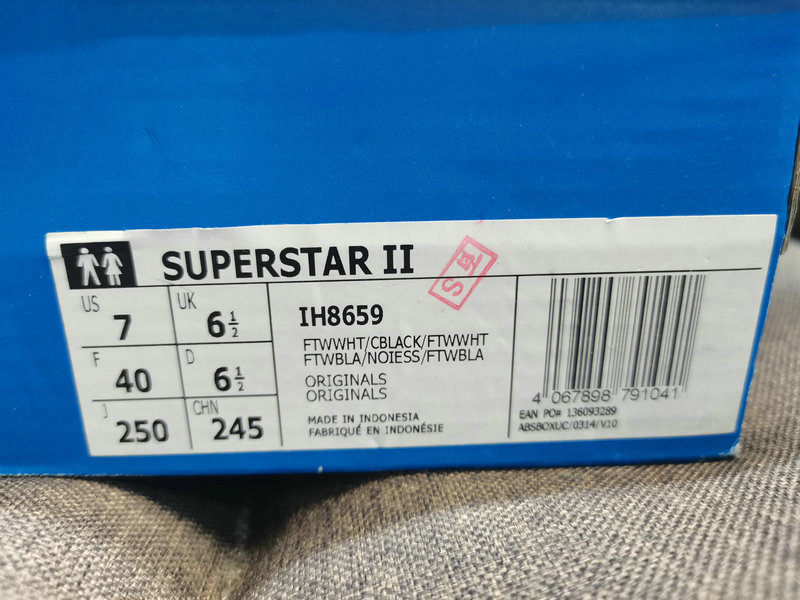 SUPERSTAR II
US 7 UK 6½
F 40 D 6½
J 250 CHN 245
IH8659
FTWWHT/CBLACK/FTWWHT
FTWBLA/NOIESS/FTWBLA
ORIGINALS
ORIGINALS
MADE IN INDONESIA
FABRIQUÉ EN INDONÉSIE
4 067898 791041
EAN PO# 136093289
ABSBOXUC/0314/V10